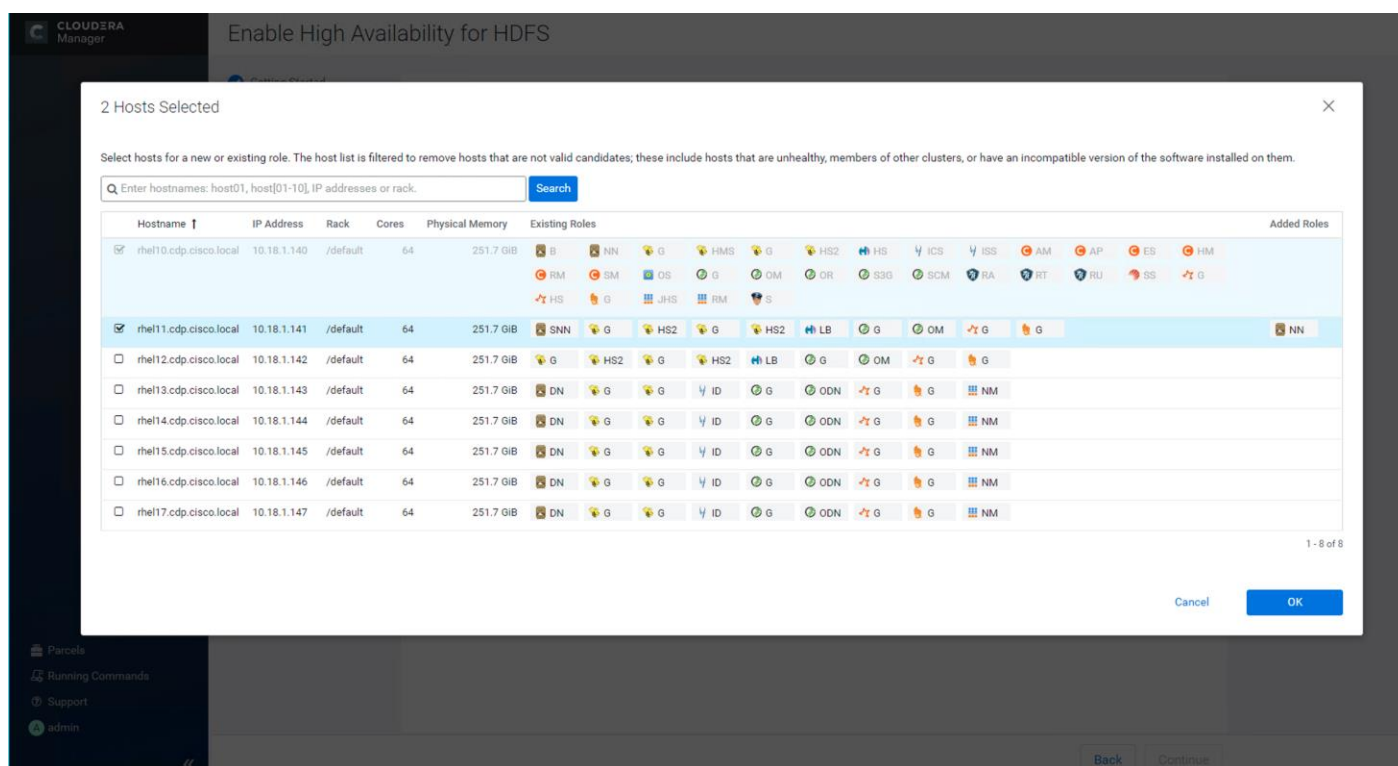 CLOUDERA
Manager
Enable High Availability for HDFS
Getting Started
2 Hosts Selected
Select hosts for a new or existing role. The host list is filtered to remove hosts that are not valid candidates; these include hosts that are unhealthy, members of other clusters, or have an incompatible version of the software installed on them.
Enter hostnames: host01, host[01-10], IP addresses or rack. Search
Hostname ↑ IP Address Rack Cores Physical Memory Existing Roles Added Roles
rhel10.cdp.cisco.local 10.18.1.140 /default 64 251.7 GiB B NN G HMS G HS2 HS ICS ISS AM AP ES HM
RM SM OS G OM OR S3G SCM RA RT RU SS G
HS G JHS RM S
rhel11.cdp.cisco.local 10.18.1.141 /default 64 251.7 GiB SNN G HS2 G HS2 LB G OM G G NN
rhel12.cdp.cisco.local 10.18.1.142 /default 64 251.7 GiB G HS2 G HS2 LB G OM G G
rhel13.cdp.cisco.local 10.18.1.143 /default 64 251.7 GiB DN G G ID G ODN G G NM
rhel14.cdp.cisco.local 10.18.1.144 /default 64 251.7 GiB DN G G ID G ODN G G NM
rhel15.cdp.cisco.local 10.18.1.145 /default 64 251.7 GiB DN G G ID G ODN G G NM
rhel16.cdp.cisco.local 10.18.1.146 /default 64 251.7 GiB DN G G ID G ODN G G NM
rhel17.cdp.cisco.local 10.18.1.147 /default 64 251.7 GiB DN G G ID G ODN G G NM
1 - 8 of 8
Cancel OK
Parcels
Running Commands
Support
A admin
Back Continue